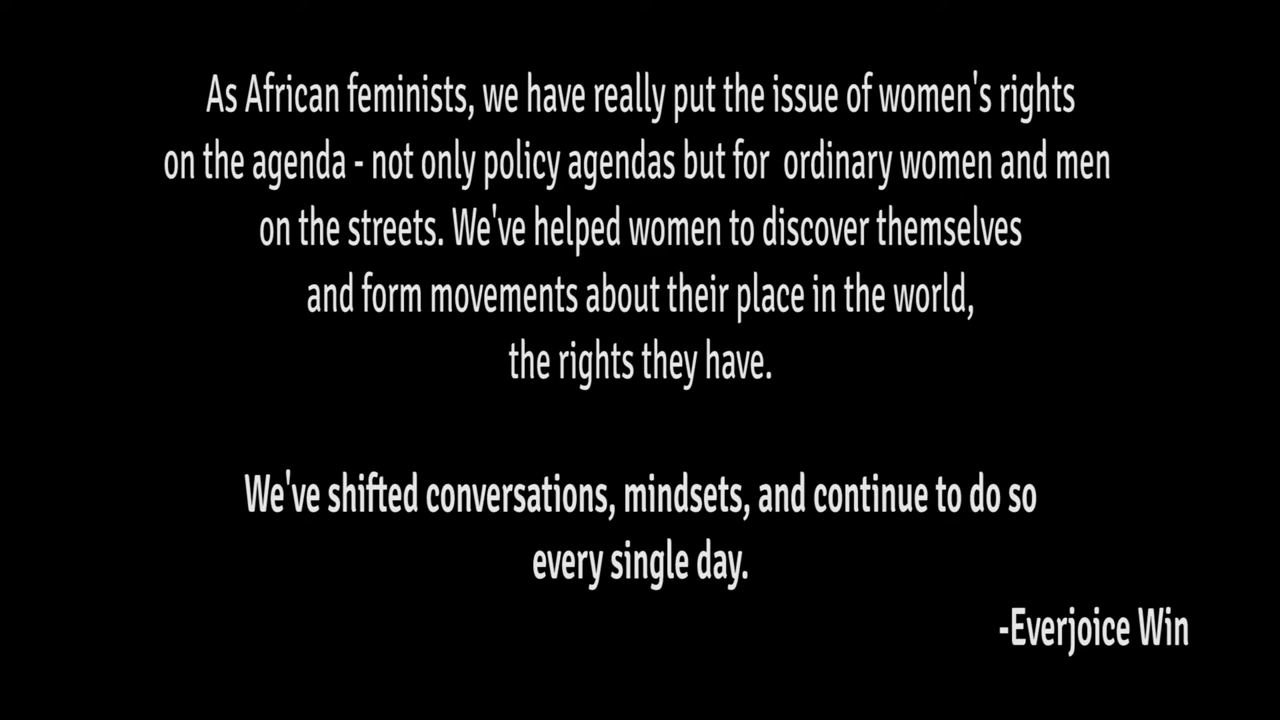 As African feminists, we have really put the issue of women's rights
on the agenda - not only policy agendas but for  ordinary women and men
on the streets. We've helped women to discover themselves
and form movements about their place in the world,
the rights they have.
We've shifted conversations, mindsets, and continue to do so
every single day.
-Everjoice Win